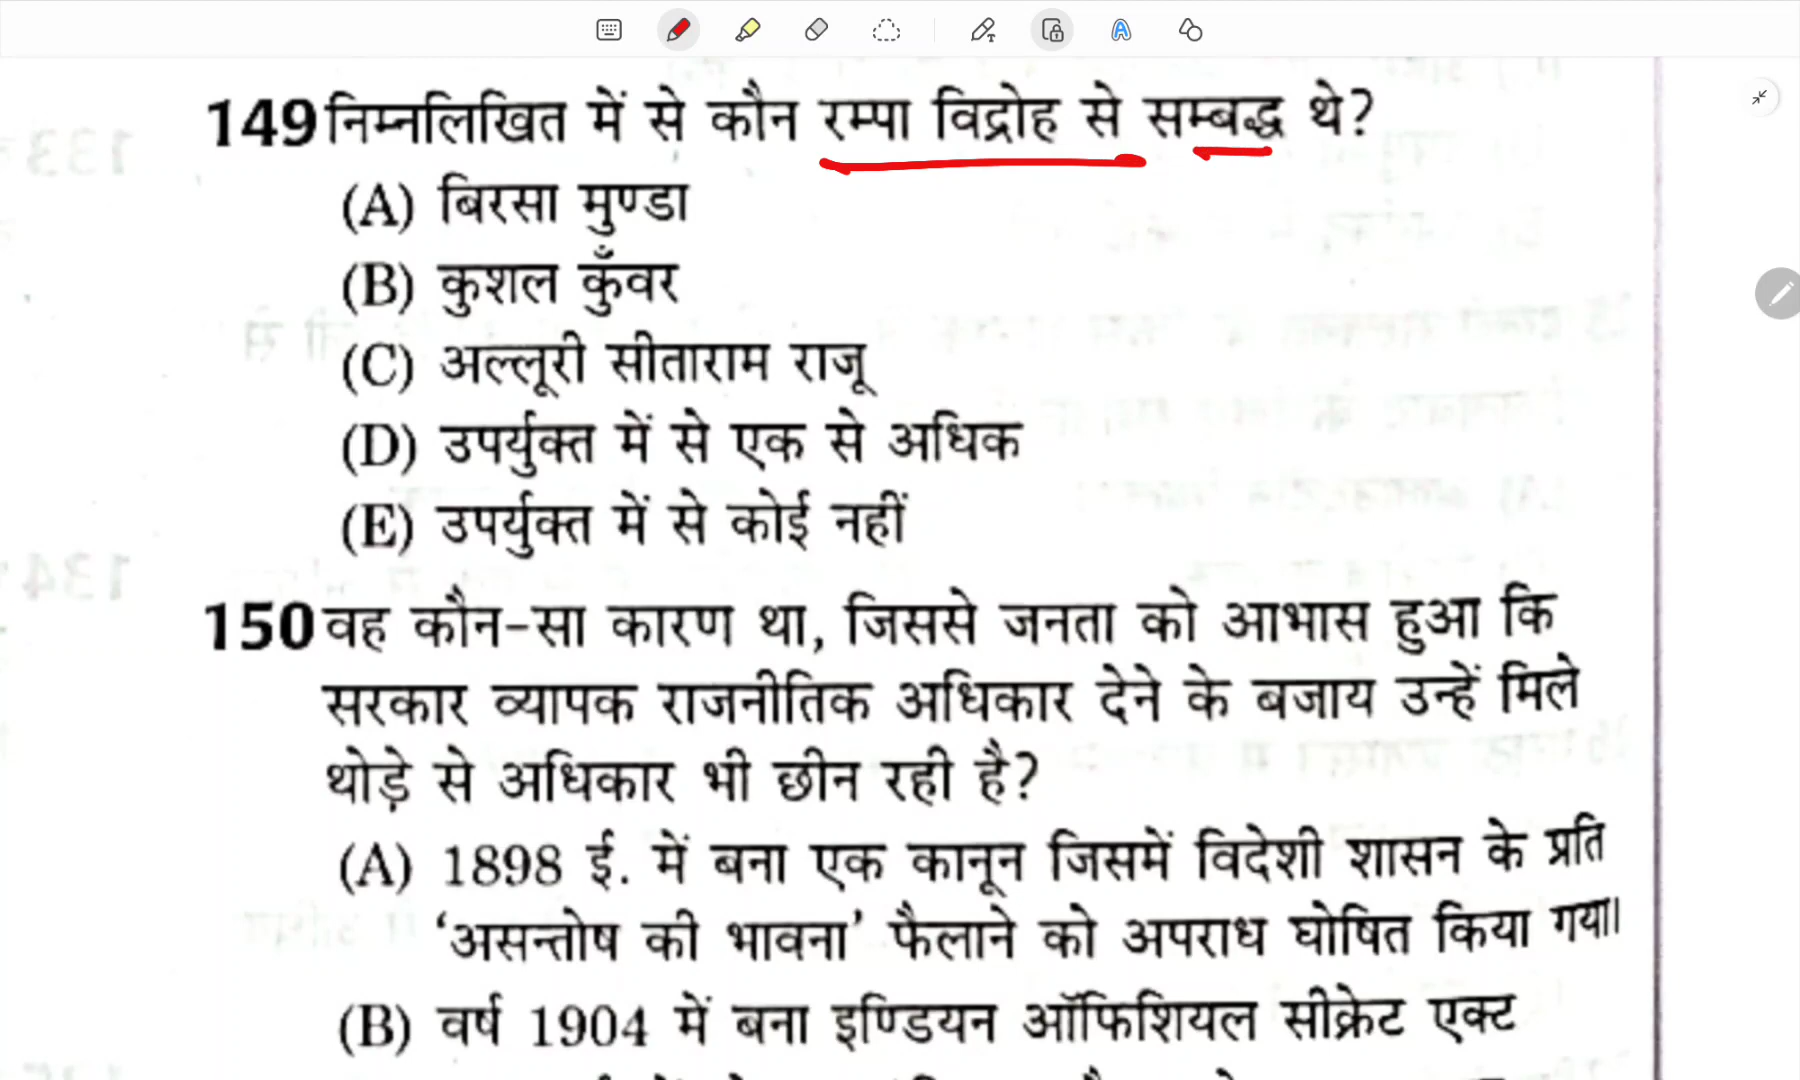 149 निम्नलिखित में से कौन रम्पा विद्रोह से सम्बद्ध थे?
(A) बिरसा मुण्डा
(B) कुशल कुँवर
(C) अल्लूरी सीताराम राजू
(D) उपर्युक्त में से एक से अधिक
(E) उपर्युक्त में से कोई नहीं
150 वह कौन-सा कारण था, जिससे जनता को आभास हुआ कि
सरकार व्यापक राजनीतिक अधिकार देने के बजाय उन्हें मिले
थोड़े से अधिकार भी छीन रही है?
(A) 1898 ई. में बना एक कानून जिसमें विदेशी शासन के प्रति
‘असन्तोष की भावना’ फैलाने को अपराध घोषित किया गया।
(B) वर्ष 1904 में बना इण्डियन ऑफिशियल सीक्रेट एक्ट